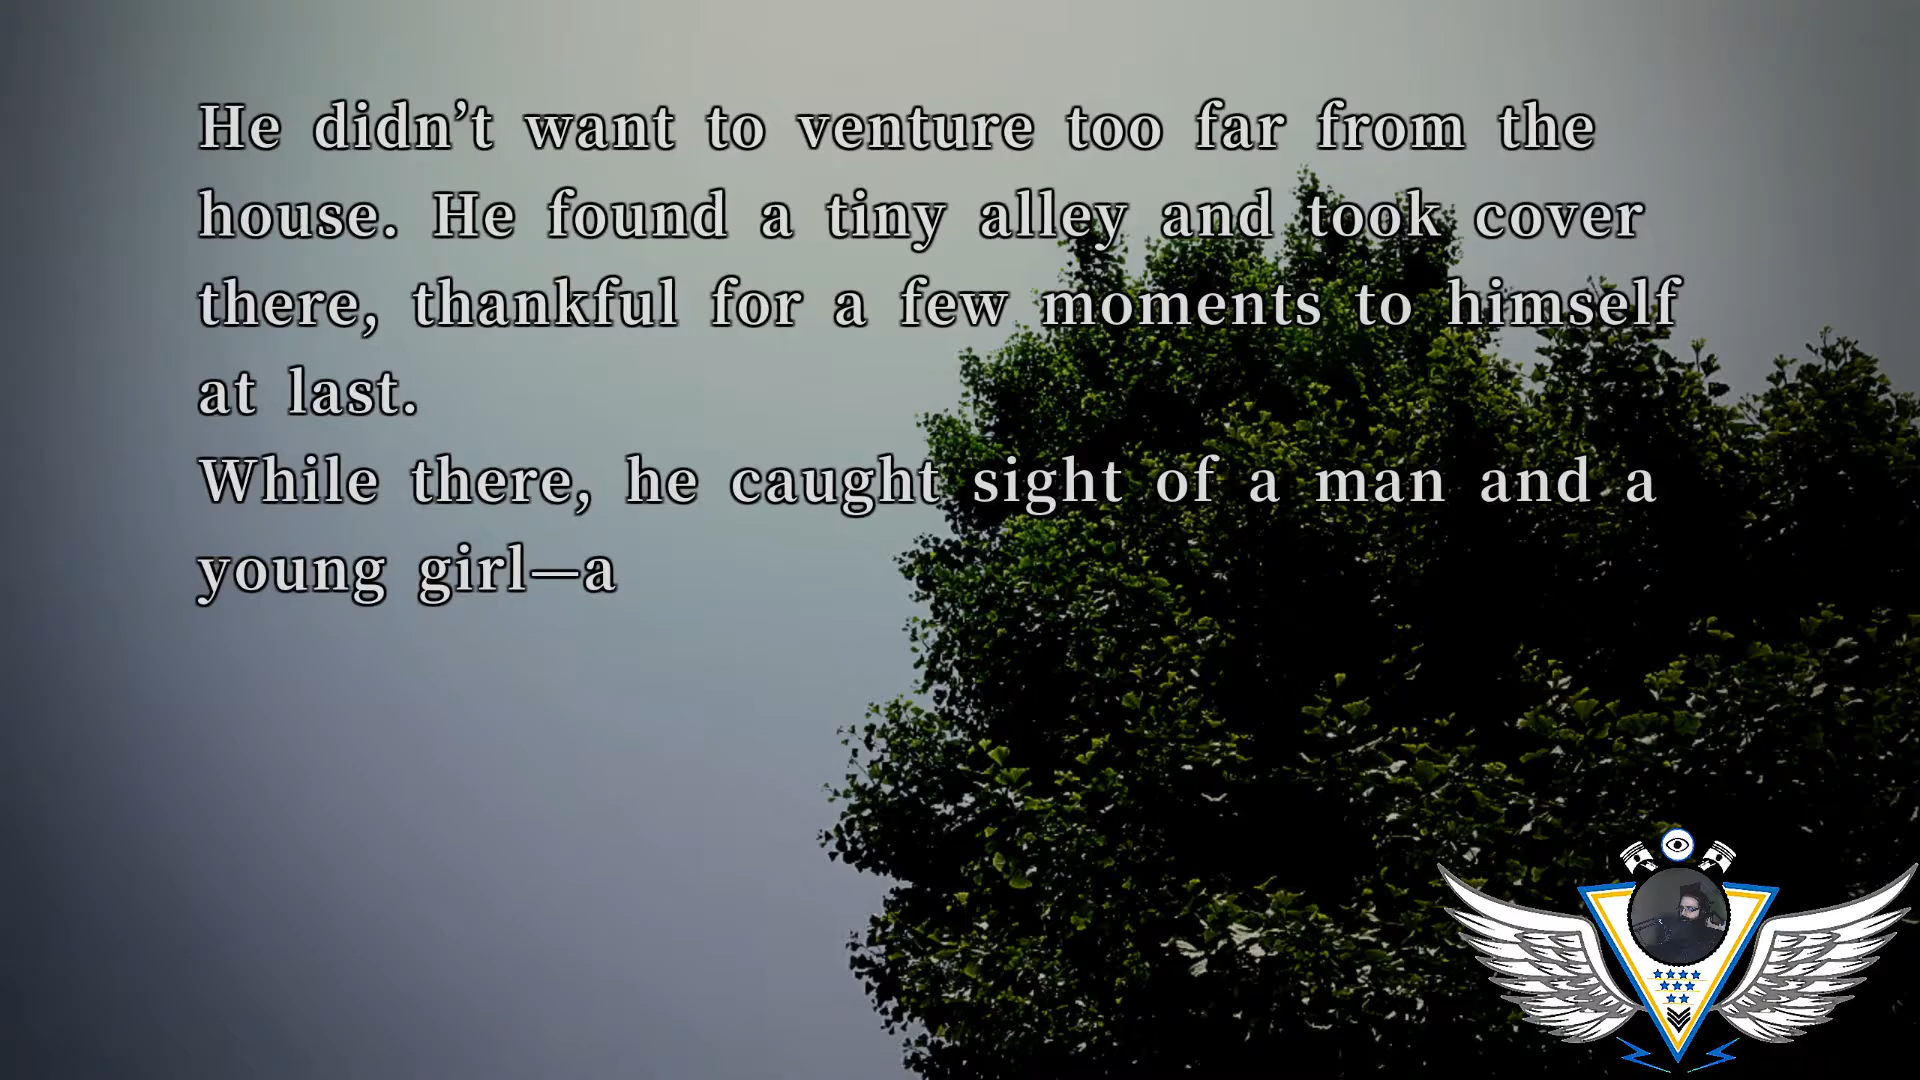 He didn’t want to venture too far from the
house. He found a tiny alley and took cover
there, thankful for a few moments to himself
at last.
While there, he caught sight of a man and a
young girl—a